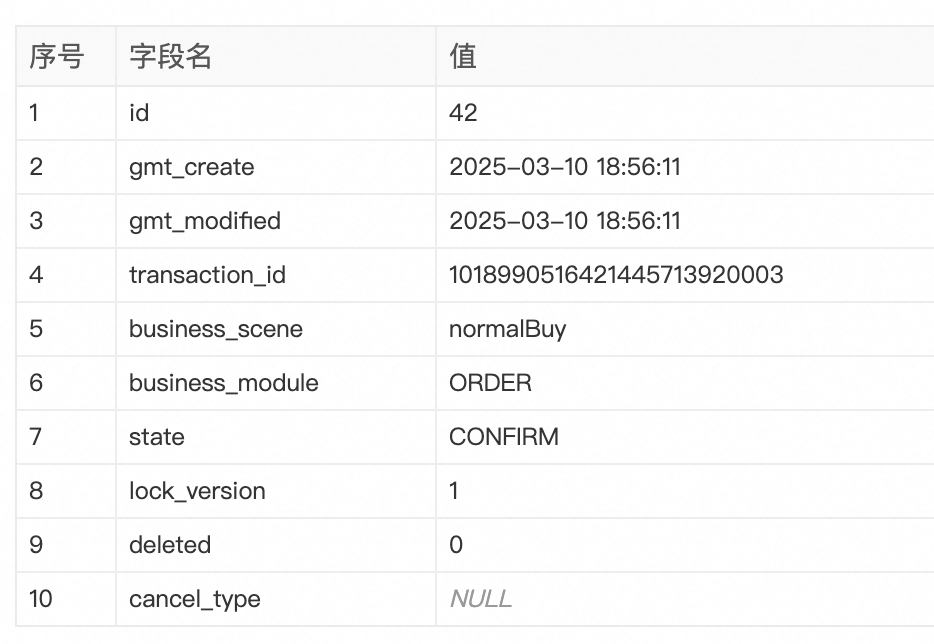 序号 字段名 值
1 id 42
2 gmt_create 2025-03-10 18:56:11
3 gmt_modified 2025-03-10 18:56:11
4 transaction_id 1018990516421445713920003
5 business_scene normalBuy
6 business_module ORDER
7 state CONFIRM
8 lock_version 1
9 deleted 0
10 cancel_type NULL